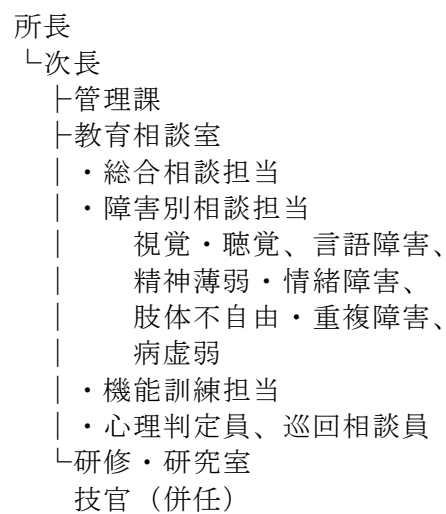 所長
└次長
├管理課
├教育相談室
│・総合相談担当
│・障害別相談担当
│　　視覚・聴覚、言語障害、
│　　精神薄弱・情緒障害、
│　　肢体不自由・重複障害、
│　　病虚弱
│・機能訓練担当
│・心理判定員、巡回相談員
└研修・研究室
技官（併任）